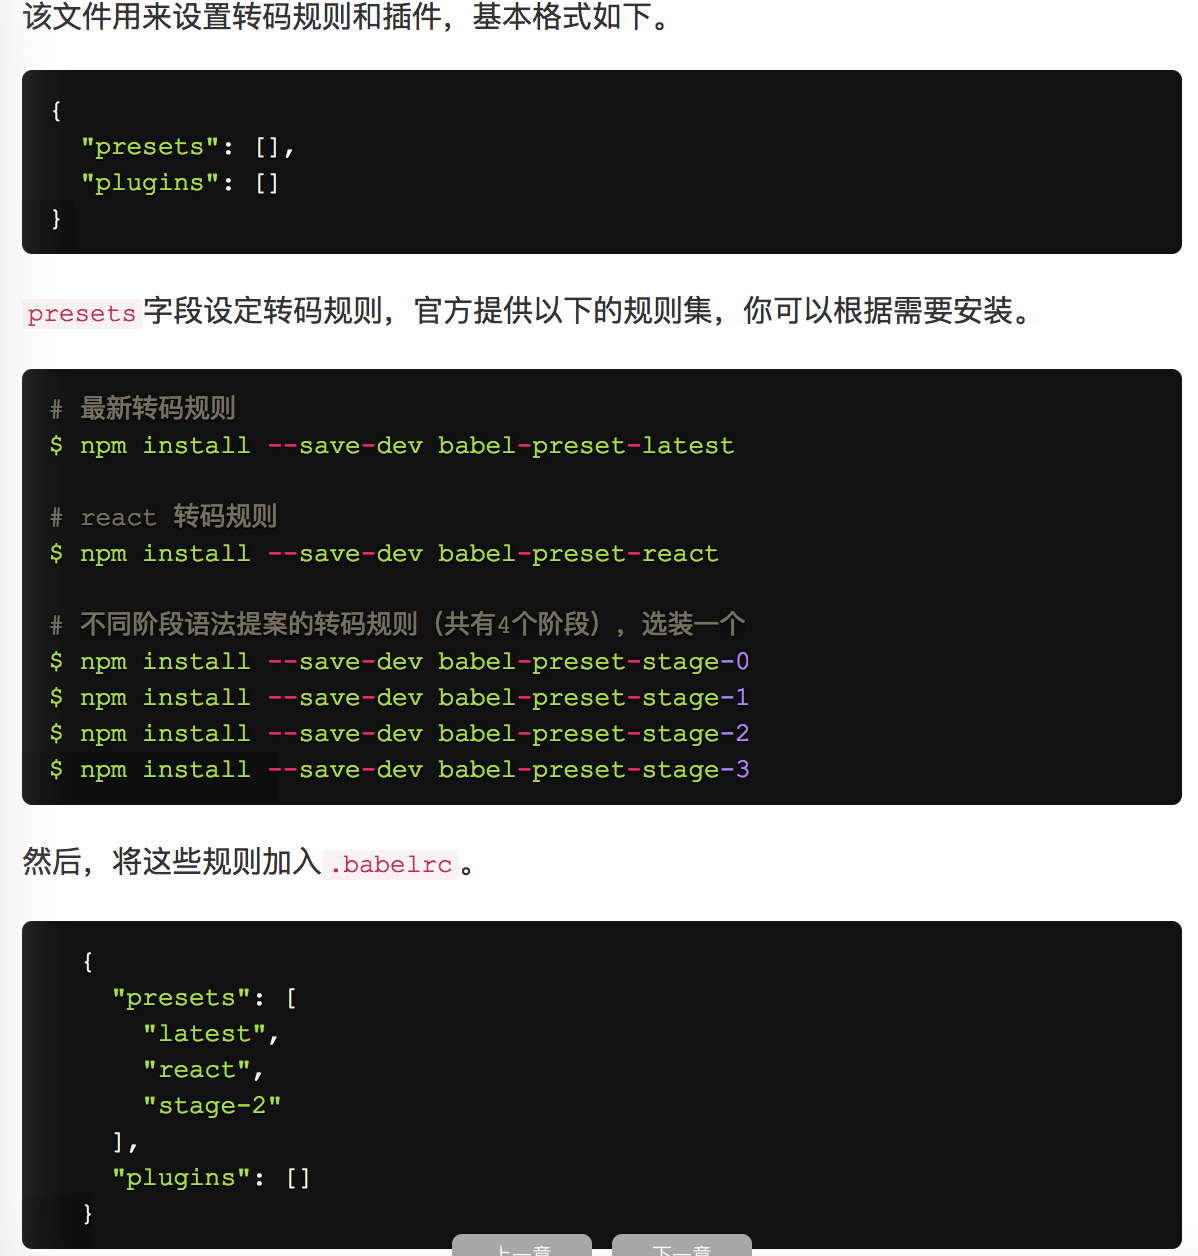 该文件用来设置转码规则和插件，基本格式如下。
{
  "presets": [],
  "plugins": []
}
presets字段设定转码规则，官方提供以下的规则集，你可以根据需要安装。
# 最新转码规则
$ npm install --save-dev babel-preset-latest
# react 转码规则
$ npm install --save-dev babel-preset-react
# 不同阶段语法提案的转码规则（共有4个阶段），选装一个
$ npm install --save-dev babel-preset-stage-0
$ npm install --save-dev babel-preset-stage-1
$ npm install --save-dev babel-preset-stage-2
$ npm install --save-dev babel-preset-stage-3
然后，将这些规则加入.babelrc。
{
  "presets": [
    "latest",
    "react",
    "stage-2"
  ],
  "plugins": []
}
上一章 下一章